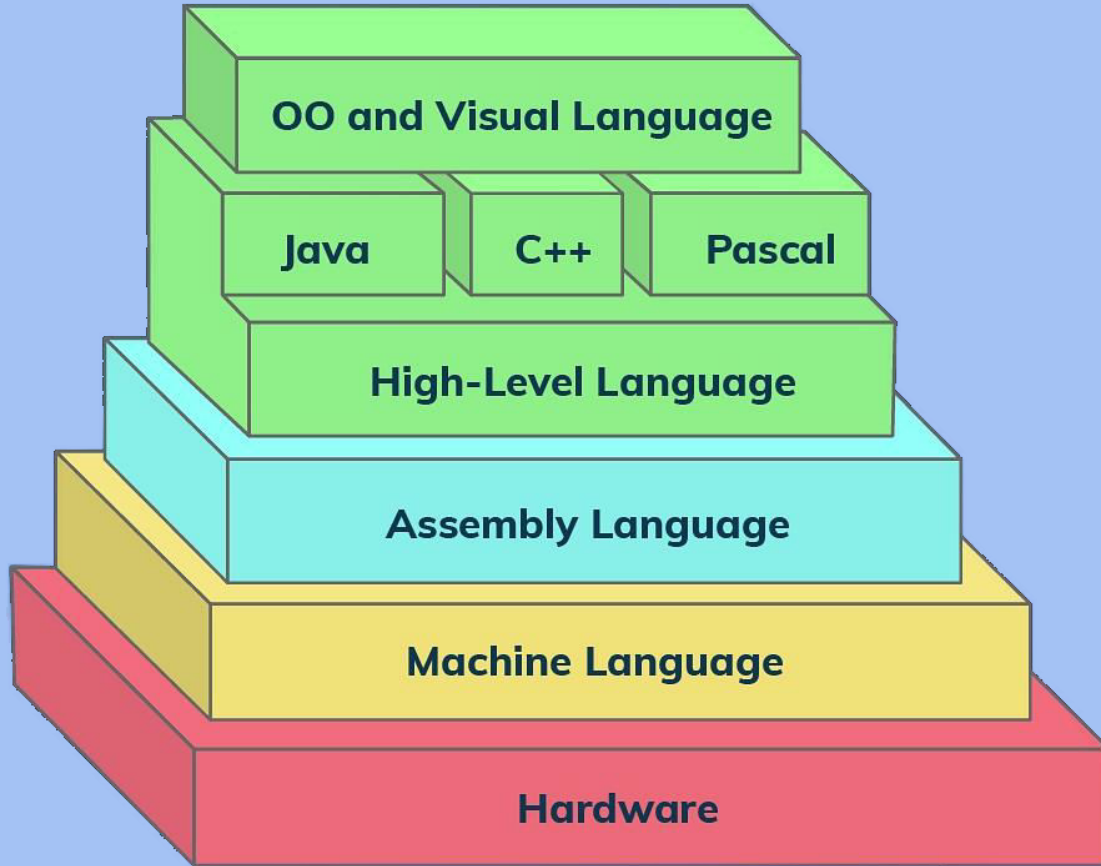 OO and Visual Language
Java C++ Pascal
High-Level Language
Assembly Language
Machine Language
Hardware